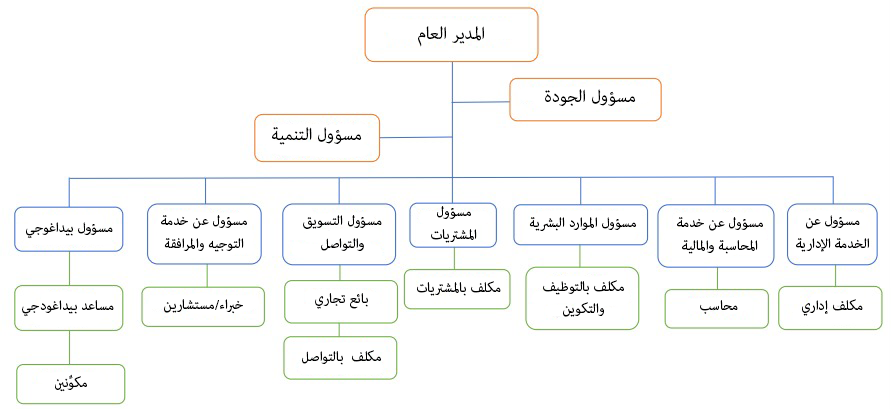 المدير العام
مسؤول الجودة
مسؤول التنمية
مسؤول عن
الخدمة الإدارية
مسؤول عن خدمة
المحاسبة والمالية
مسؤول الموارد البشرية
مسؤول
المشتريات
مسؤول التسويق
والتواصل
مسؤول عن خدمة
التوجيه والمرافقة
مسؤول بيداغوجي
مكلف إداري
محاسب
مكلف بالتوظيف
والتكوين
مكلف بالمشتريات
بائع تجاري
خبراء/مستشارين
مساعد بيداغودجي
مكلف بالتواصل
مكوّنين